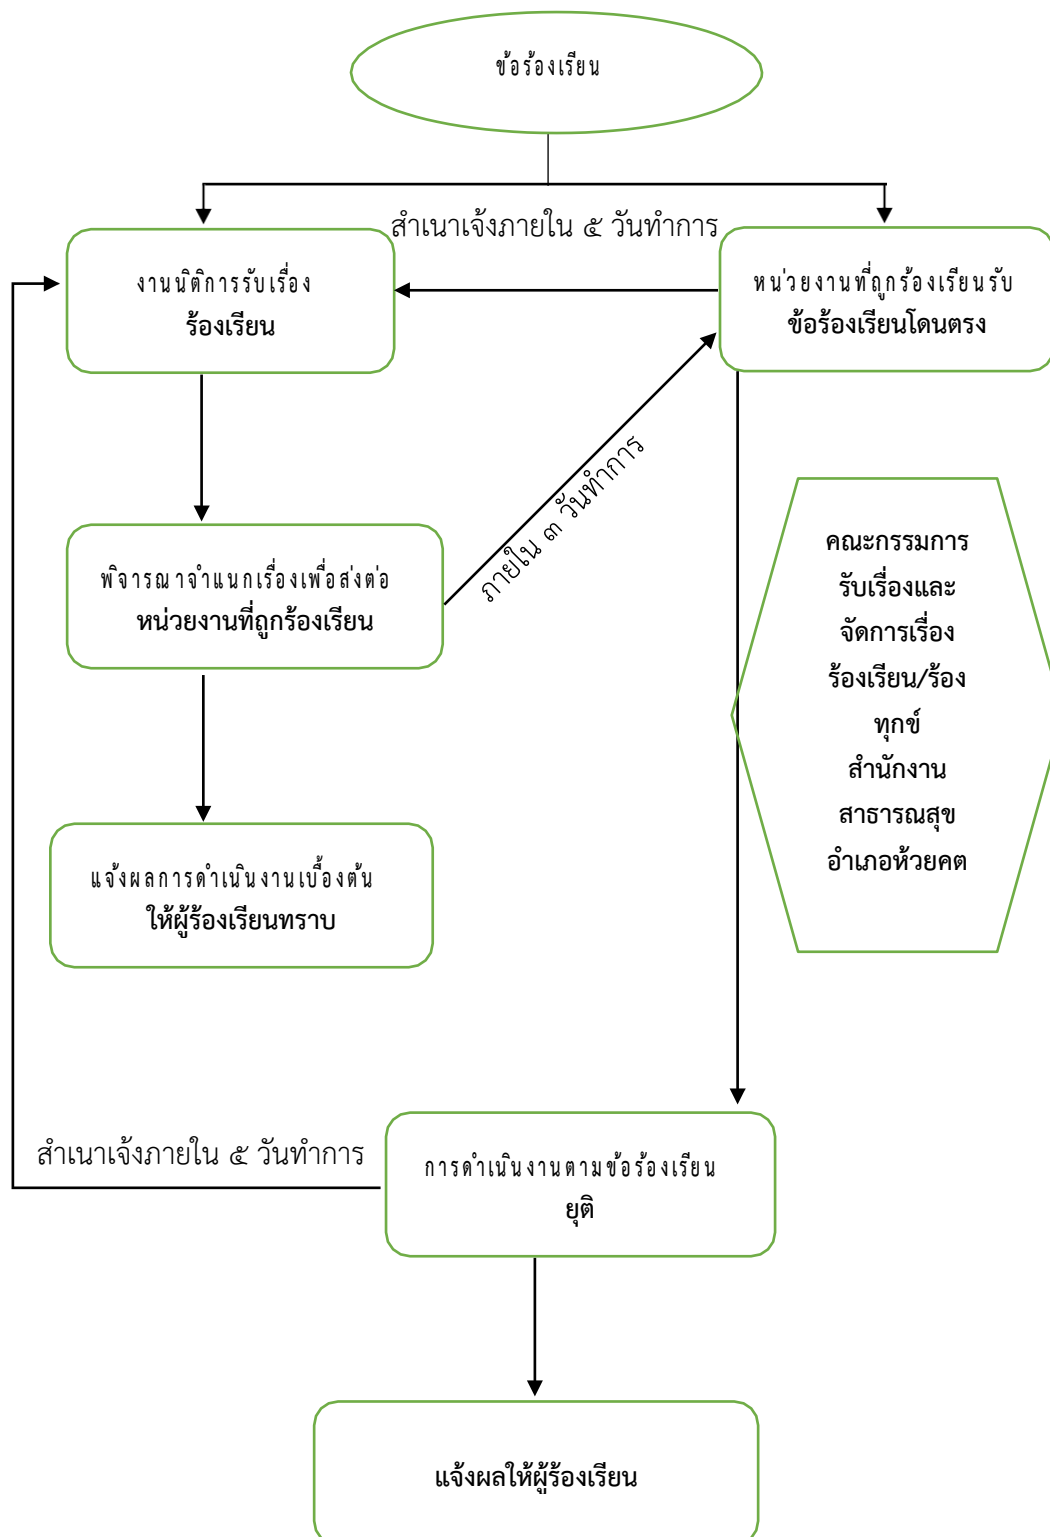 ข้อร้องเรียน
สำเนาเจ้งภายใน ๕ วันทำการ
งานนิติการรับเรื่อง
ร้องเรียน
หน่วยงานที่ถูกร้องเรียนรับ
ข้อร้องเรียนโดนตรง
ภายใน ๓ วันทำการ
พิจารณาจำแนกเรื่องเพื่อส่งต่อ
หน่วยงานที่ถูกร้องเรียน
คณะกรรมการ
รับเรื่องและ
จัดการเรื่อง
ร้องเรียน/ร้อง
ทุกข์
สำนักงาน
สาธารณสุข
อำเภอห้วยคต
แจ้งผลการดำเนินงานเบื้องต้น
ให้ผู้ร้องเรียนทราบ
สำเนาเจ้งภายใน ๕ วันทำการ
การดำเนินงานตามข้อร้องเรียน
ยุติ
แจ้งผลให้ผู้ร้องเรียน